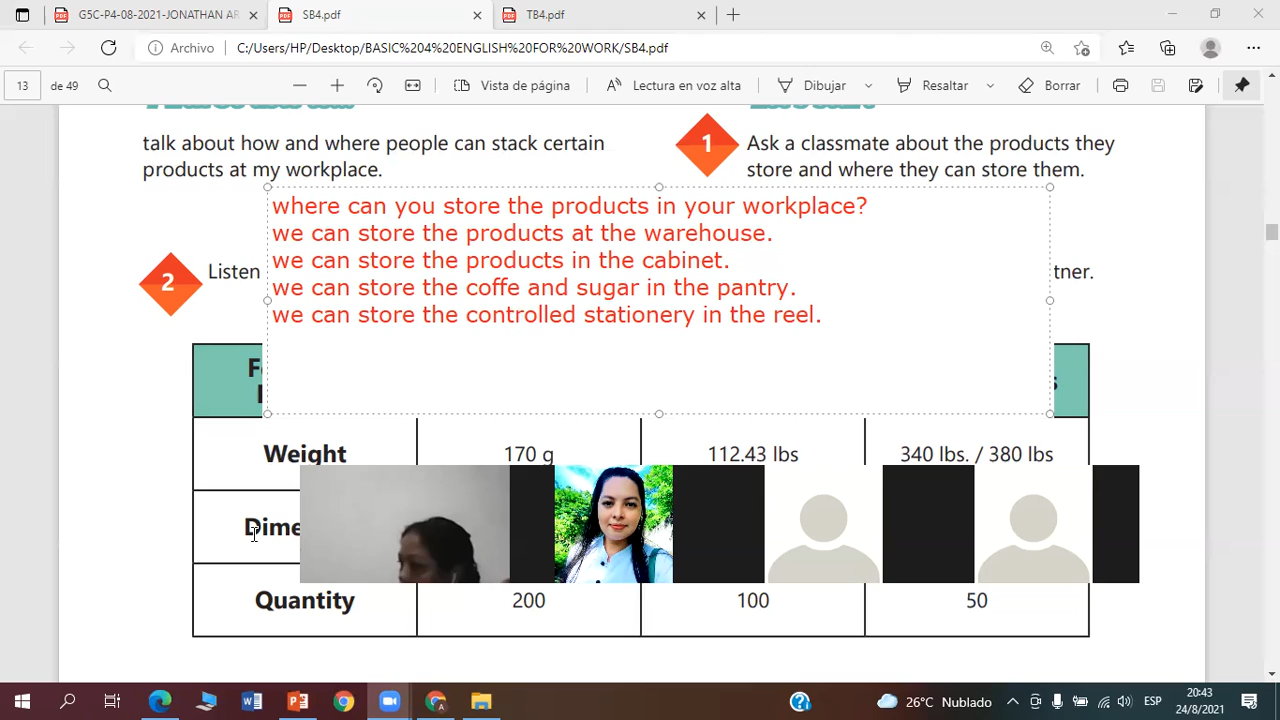 G5C-P4-08-2021-JONATHAN AR
SB4.pdf
TB4.pdf
Archivo
C:/Users/HP/Desktop/BASIC%204%20ENGLISH%20FOR%20WORK/SB4.pdf
13 de 49
Vista de página
Lectura en voz alta
Dibujar
Resaltar
Borrar
talk about how and where people can stack certain
products at my workplace.
1
Ask a classmate about the products they
store and where they can store them.
where can you store the products in your workplace?
we can store the products at the warehouse.
we can store the products in the cabinet.
we can store the coffe and sugar in the pantry.
we can store the controlled stationery in the reel.
2
Listen
tner.
Weight 170 g 112.43 lbs 340 lbs. / 380 lbs
Dime
Quantity 200 100 50
26°C Nublado
ESP
20:43
24/8/2021